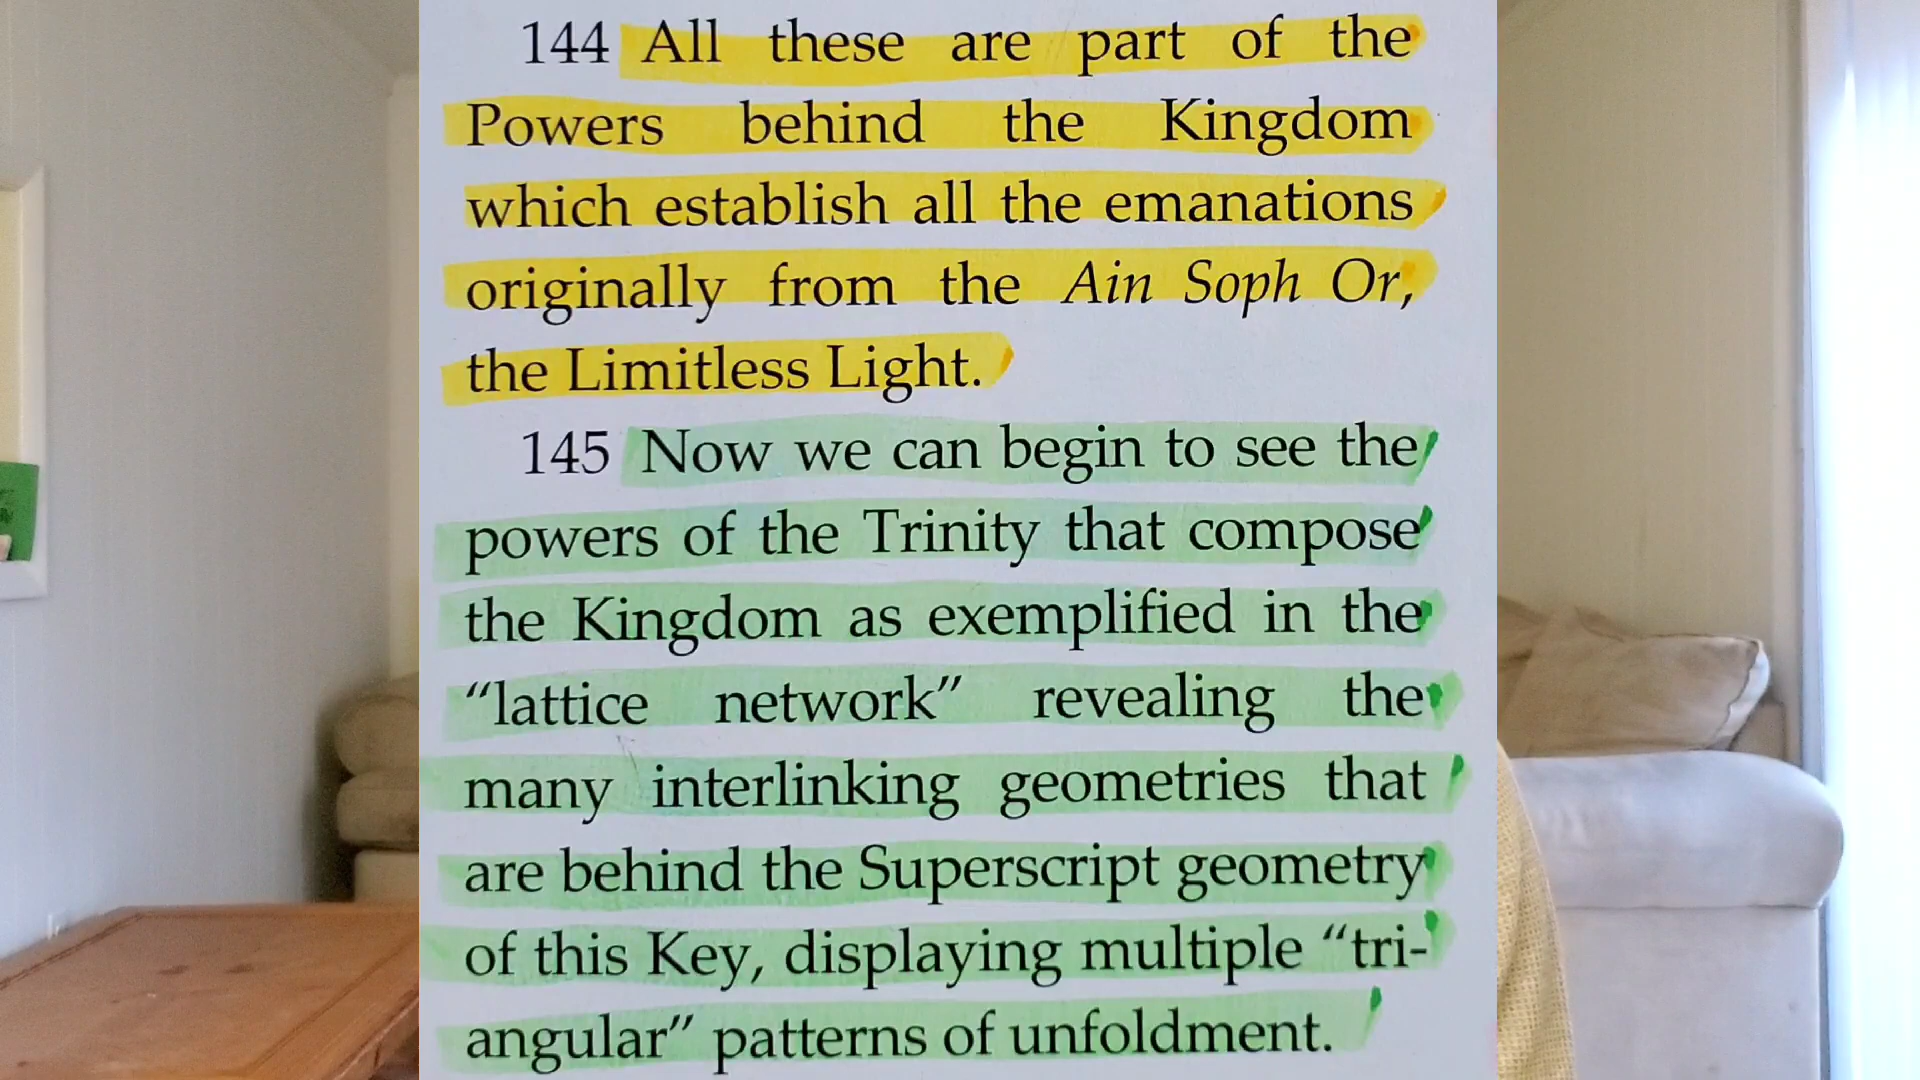 144 All these are part of the
Powers behind the Kingdom
which establish all the emanations
originally from the Ain Soph Or,
the Limitless Light.
145 Now we can begin to see the
powers of the Trinity that compose
the Kingdom as exemplified in the
“lattice network” revealing the
many interlinking geometries that
are behind the Superscript geometry
of this Key, displaying multiple “tri-
angular” patterns of unfoldment.